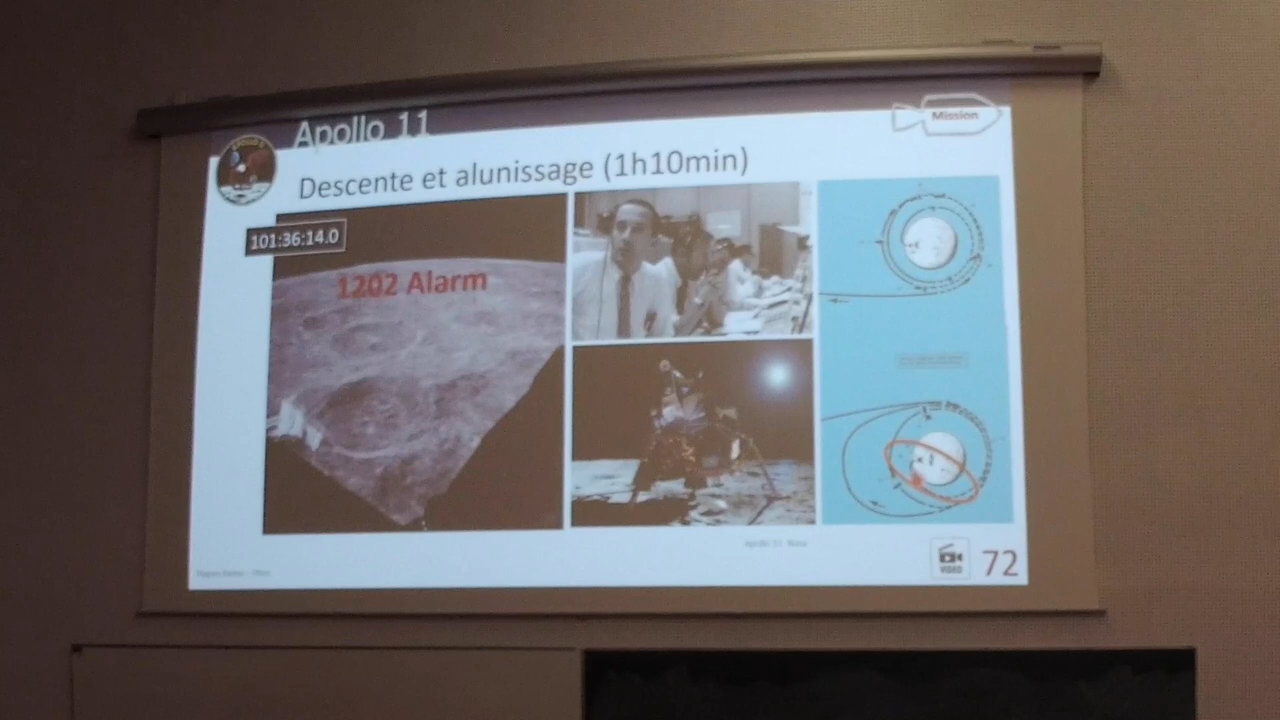 Apollo 11
Mission
Descente et alunissage (1h10min)
101:36:14.0
1202 Alarm
VIDEO
72